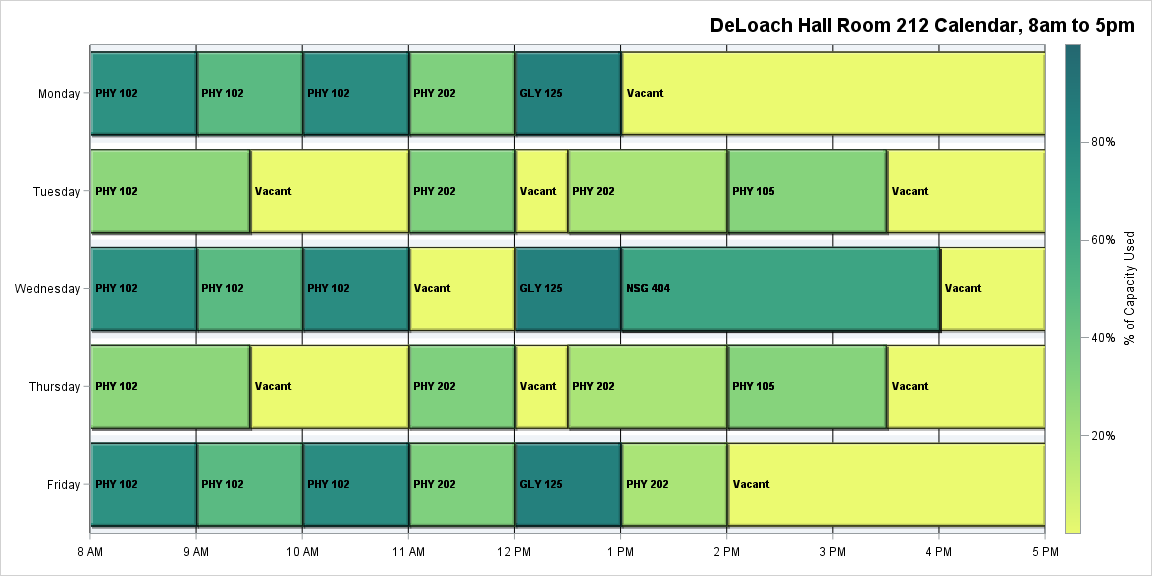 DeLoach Hall Room 212 Calendar, 8am to 5pm
Monday
PHY 102
PHY 102
PHY 102
PHY 202
GLY 125
Vacant
Tuesday
PHY 102
Vacant
PHY 202
Vacant
PHY 202
PHY 105
Vacant
Wednesday
PHY 102
PHY 102
PHY 102
Vacant
GLY 125
NSG 404
Vacant
Thursday
PHY 102
Vacant
PHY 202
Vacant
PHY 202
PHY 105
Vacant
Friday
PHY 102
PHY 102
PHY 102
PHY 202
GLY 125
PHY 202
Vacant
8 AM
9 AM
10 AM
11 AM
12 PM
1 PM
2 PM
3 PM
4 PM
5 PM
80%
60%
40%
20%
% of Capacity Used